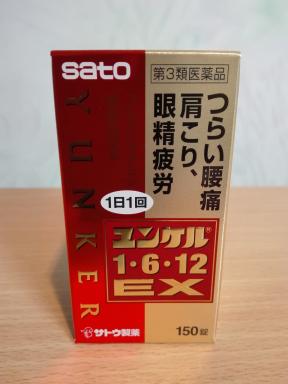 sato
第3類医薬品
つらい腰痛
肩こり、
眼精疲労
YUNKER
1日1回
ユンケル®
1・6・12
EX
サトウ製薬
150錠